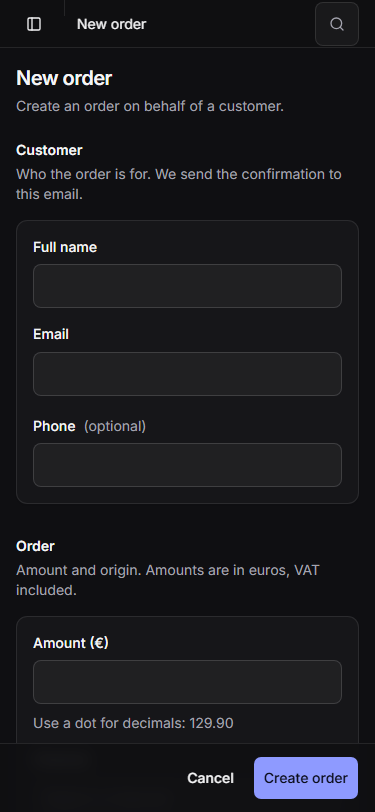 New order
New order
Create an order on behalf of a customer.
Customer
Who the order is for. We send the confirmation to
this email.
Full name
Email
Phone (optional)
Order
Amount and origin. Amounts are in euros, VAT
included.
Amount (€)
Use a dot for decimals: 129.90
Cancel
Create order